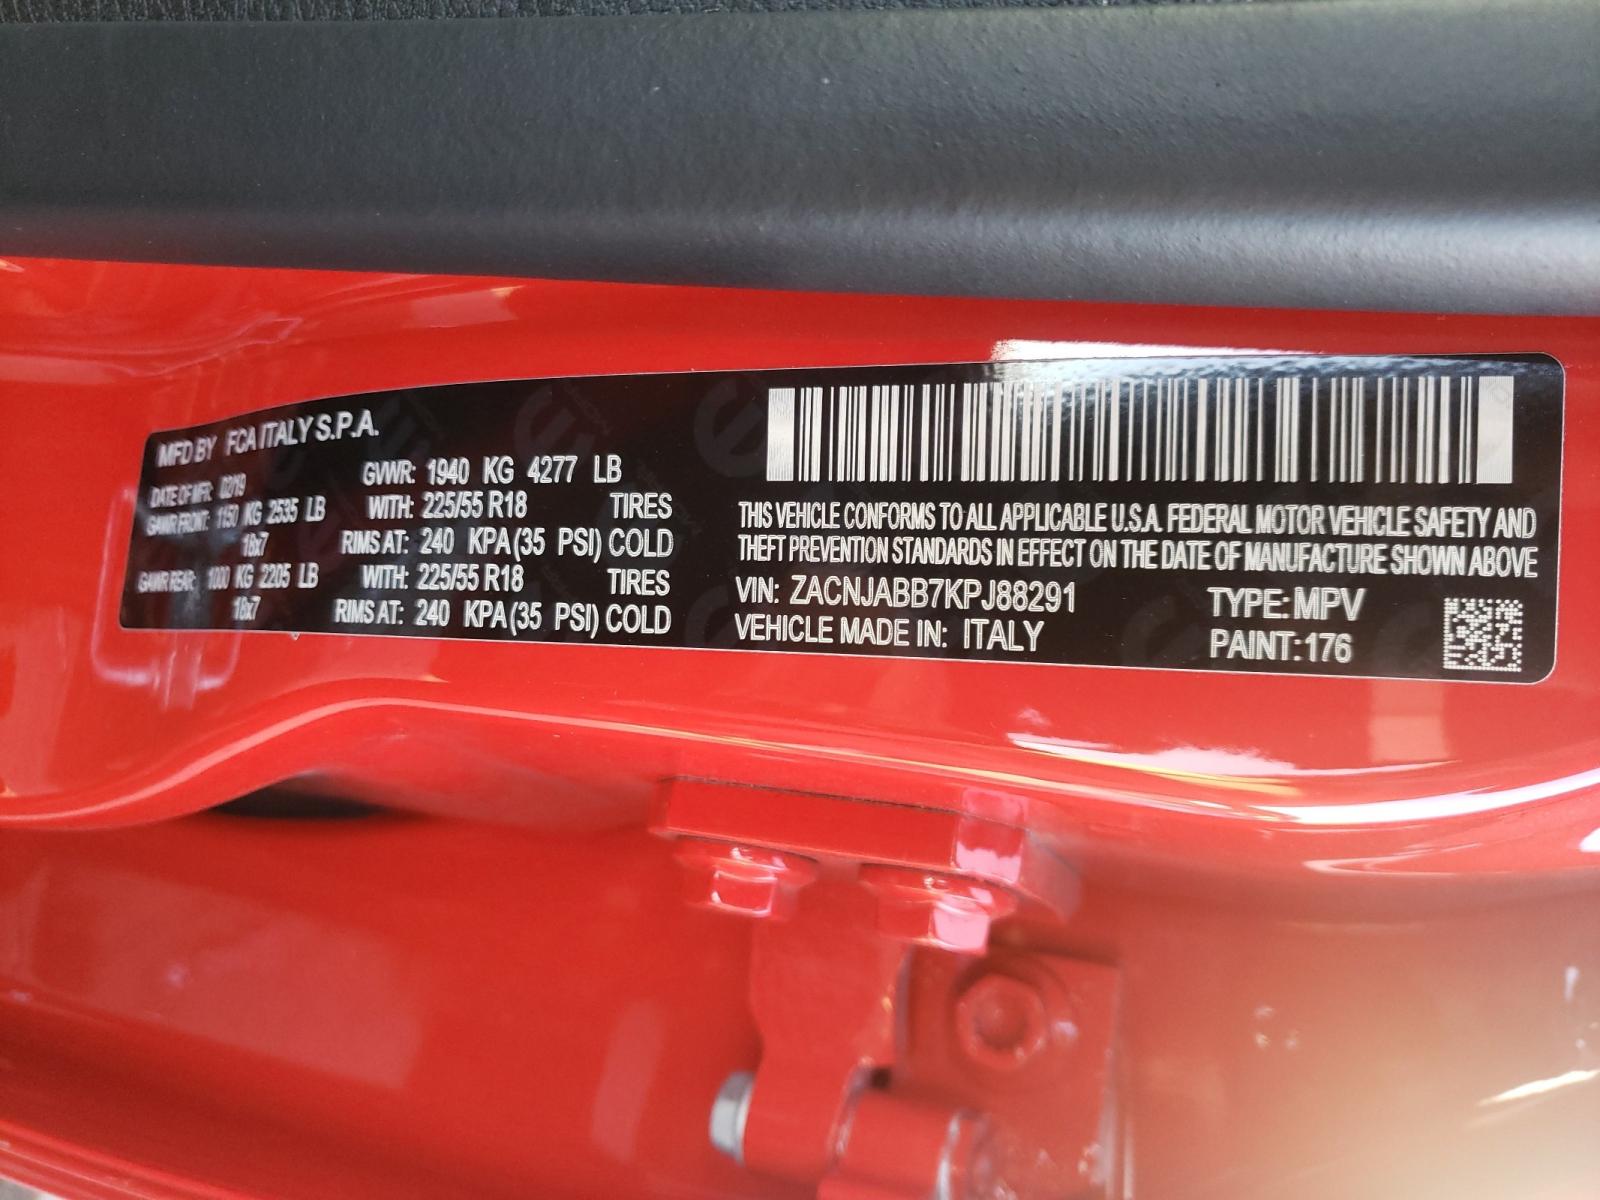 MFD BY FCA ITALY S.P.A.
DATE OF MFR: 02/19 GVWR: 1940 KG 4277 LB
GAWR FRONT: 1150 KG 2535 LB WITH: 225/55 R18 TIRES
18x7 RIMS AT: 240 KPA(35 PSI) COLD
GAWR REAR: 1000 KG 2205 LB WITH: 225/55 R18 TIRES
18x7 RIMS AT: 240 KPA(35 PSI) COLD
THIS VEHICLE CONFORMS TO ALL APPLICABLE U.S.A. FEDERAL MOTOR VEHICLE SAFETY AND
THEFT PREVENTION STANDARDS IN EFFECT ON THE DATE OF MANUFACTURE SHOWN ABOVE
VIN: ZACNJABB7KPJ88291 TYPE: MPV
VEHICLE MADE IN: ITALY PAINT: 176